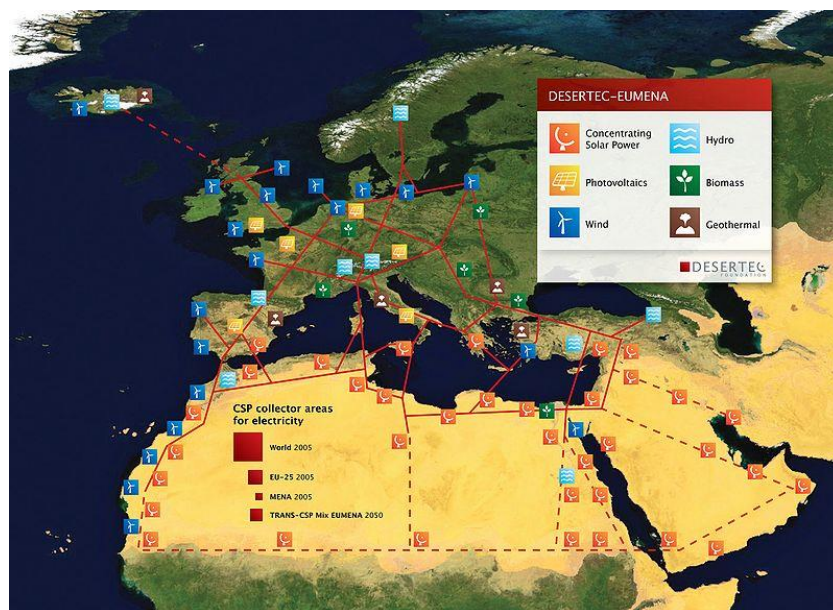 DESERTEC-EUMENA
Concentrating
Solar Power
Hydro
Photovoltaics
Biomass
Wind
Geothermal
DESERTEC
FOUNDATION
CSP collector areas
for electricity
World 2005
EU-25 2005
MENA 2005
TRANS-CSP Mix EUMENA 2050